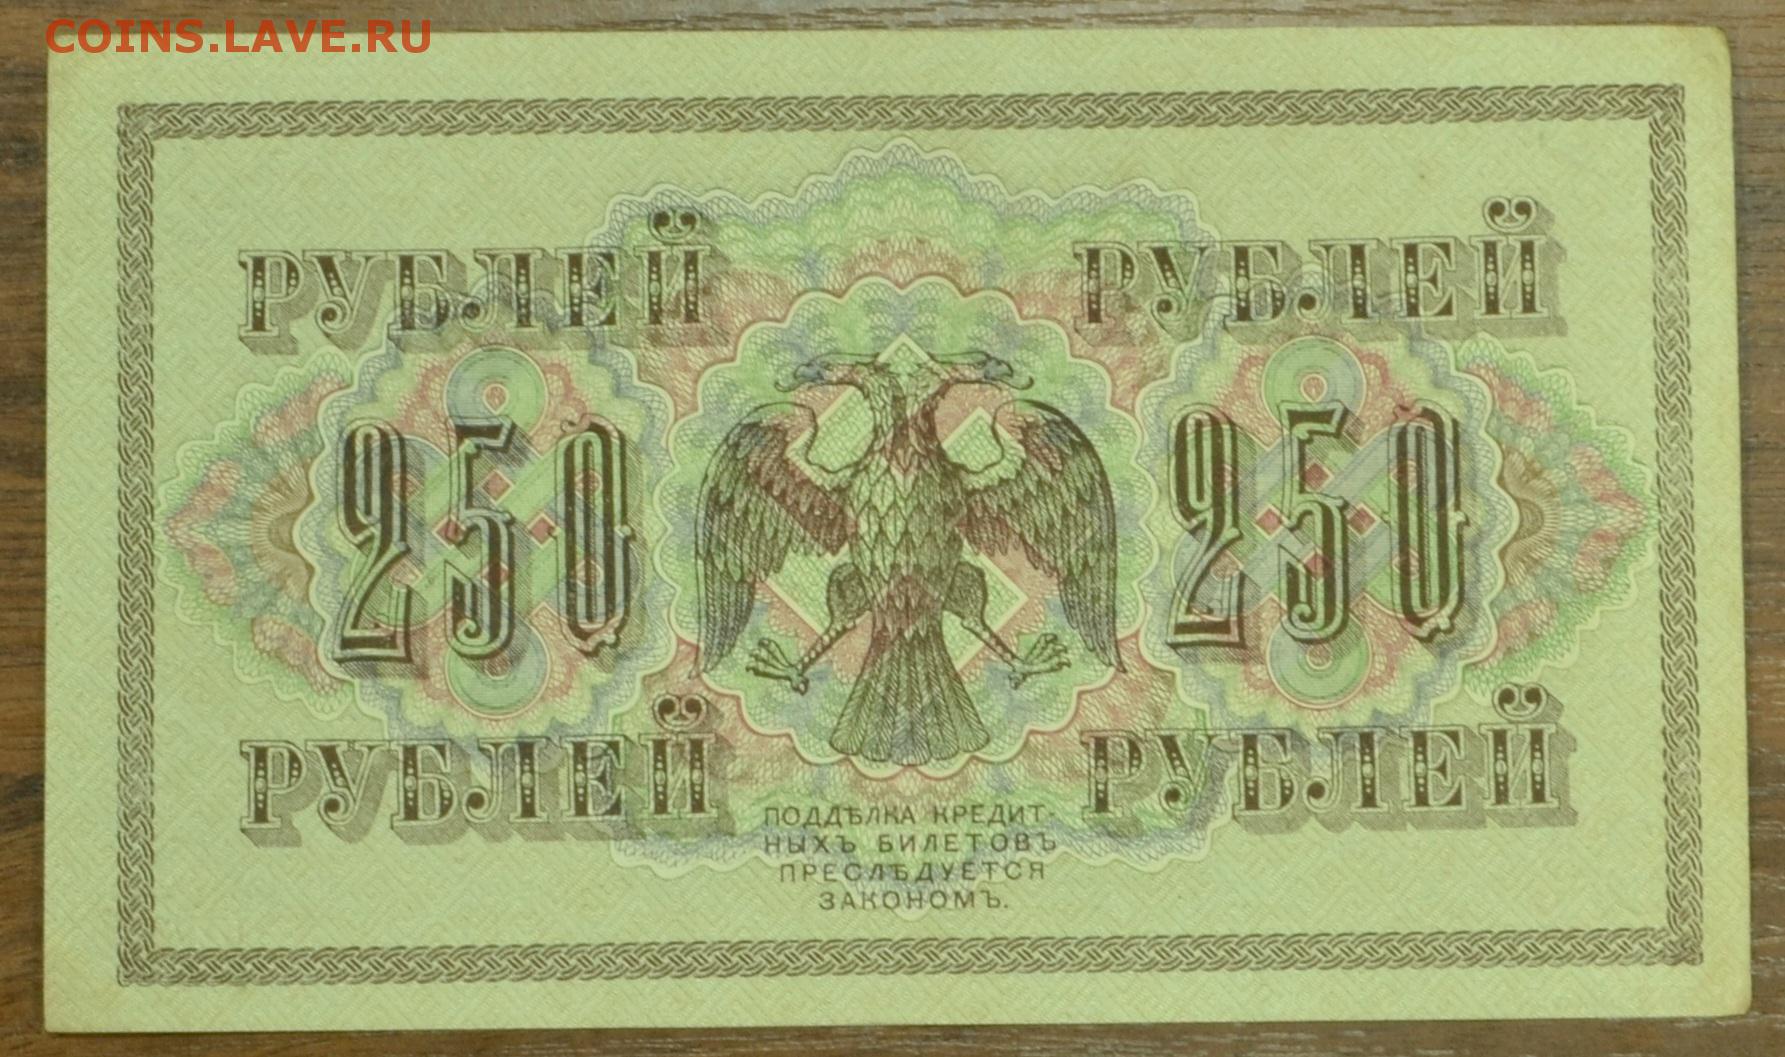 COINS.LAVE.RU
РУБЛЕЙ РУБЛЕЙ
250 250
РУБЛЕЙ РУБЛЕЙ
ПОДДѢЛКА КРЕДИТ-
НЫХЪ БИЛЕТОВЪ
ПРЕСЛѢДУЕТСЯ
ЗАКОНОМЪ.